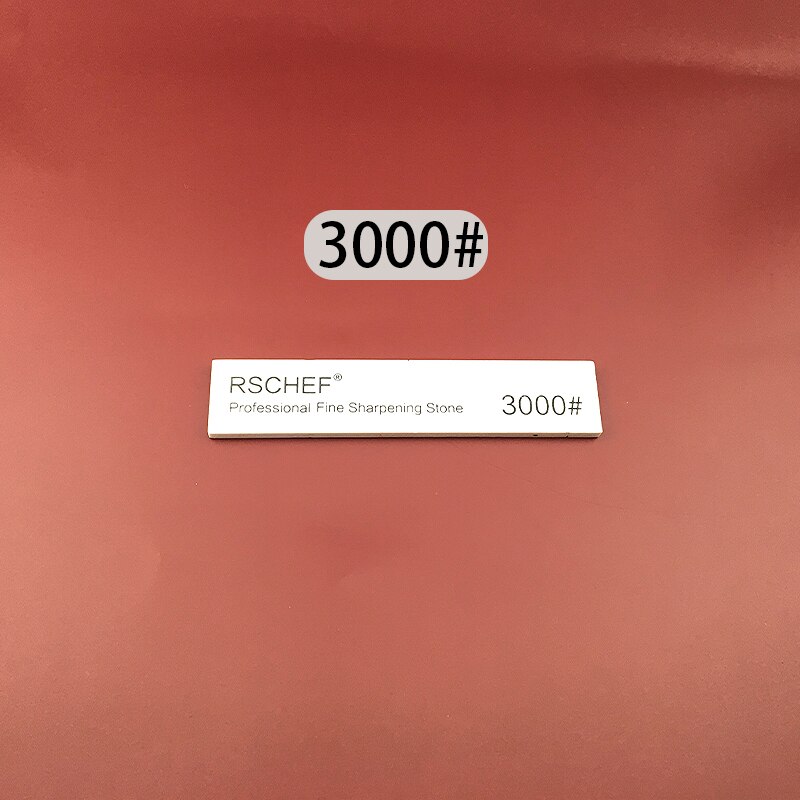 3000#
RSCHEF®
Professional Fine Sharpening Stone
3000#